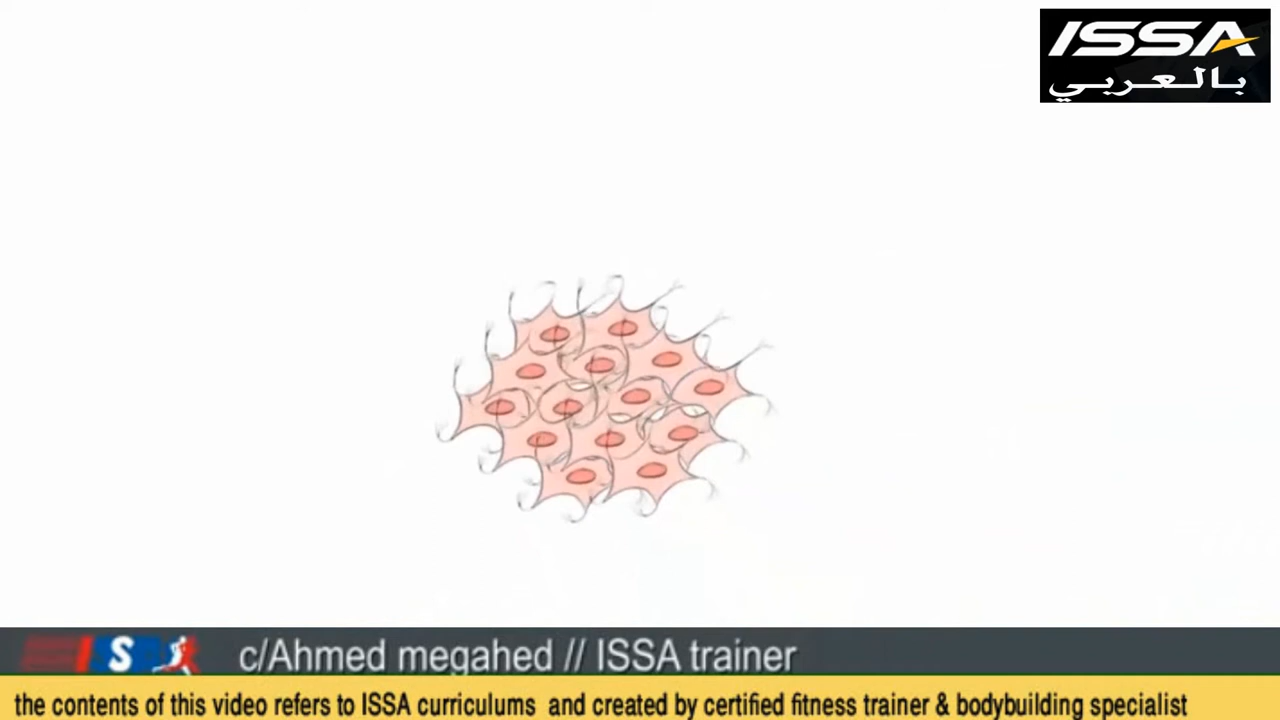 ISSA
بالعربي
IS
c/Ahmed megahed // ISSA trainer
the contents of this video refers to ISSA curriculums and created by certified fitness trainer & bodybuilding specialist